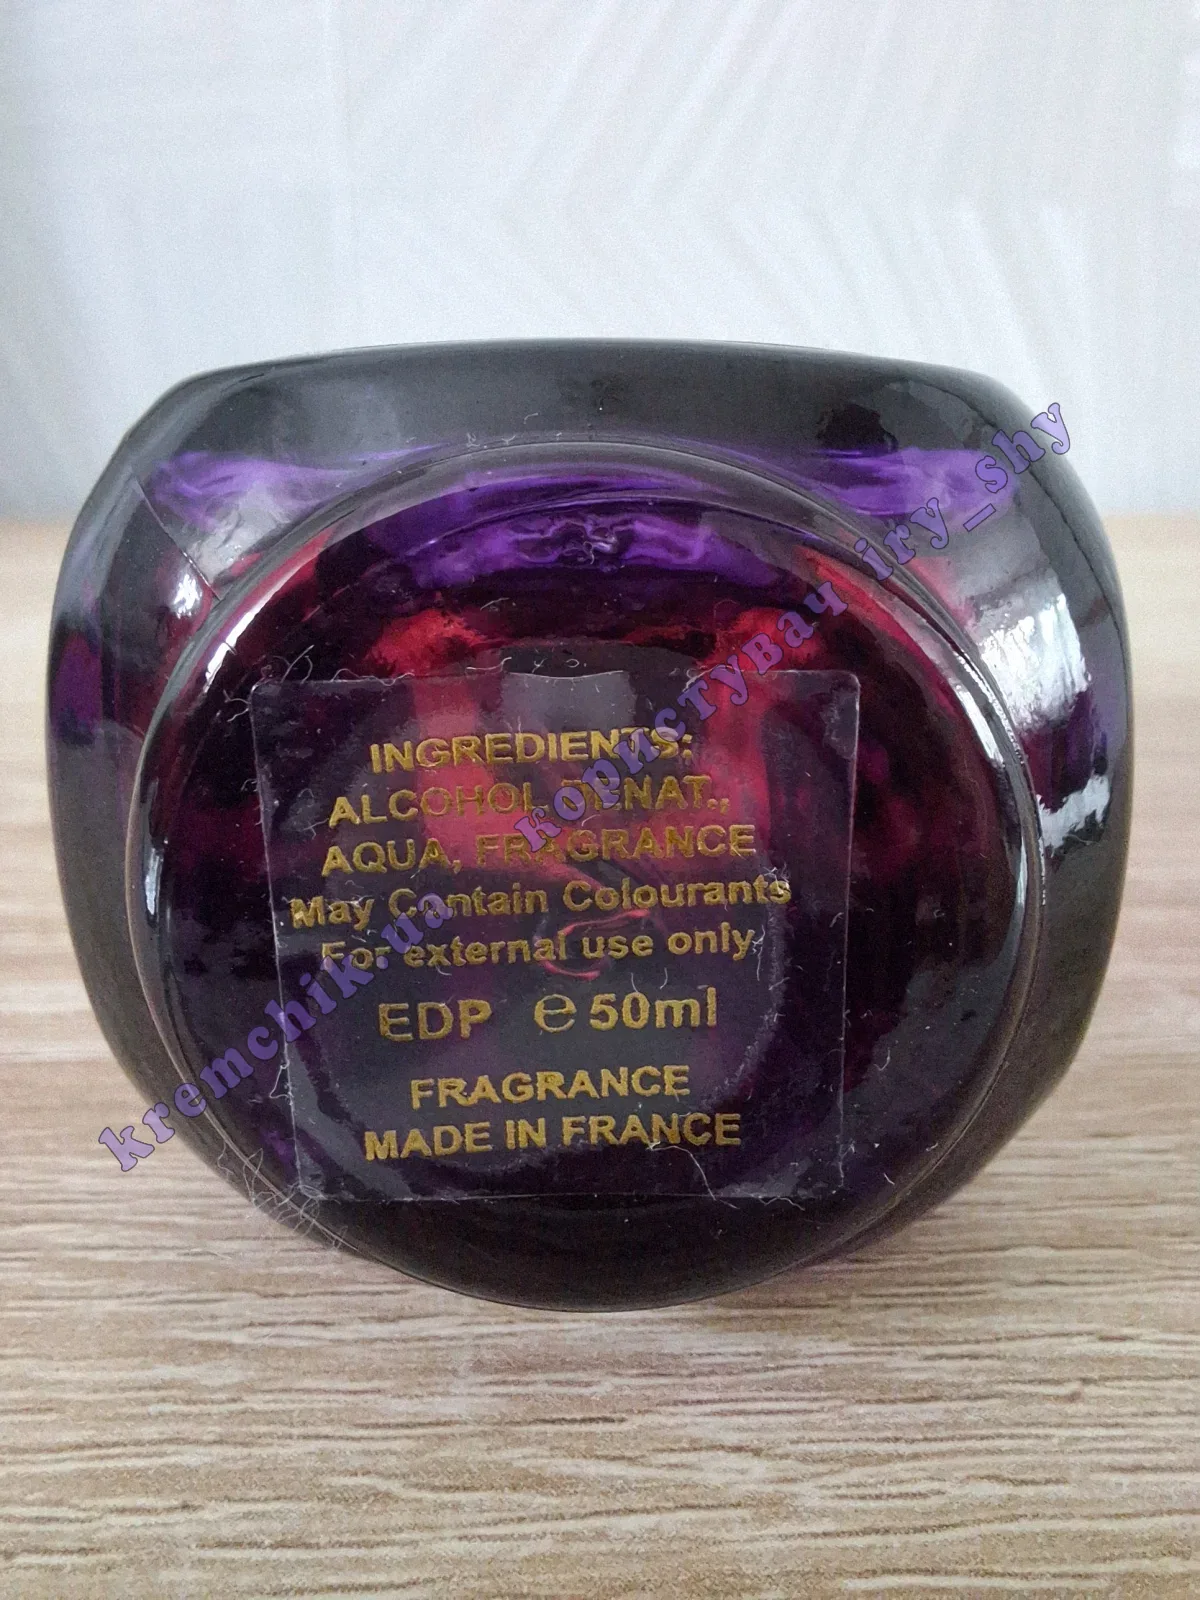 INGREDIENTS:
ALCOHOL DENAT.,
AQUA, FRAGRANCE
May Contain Colourants
For external use only
EDP ℮ 50ml
FRAGRANCE
MADE IN FRANCE
kremchik.ua користувач iry_shy